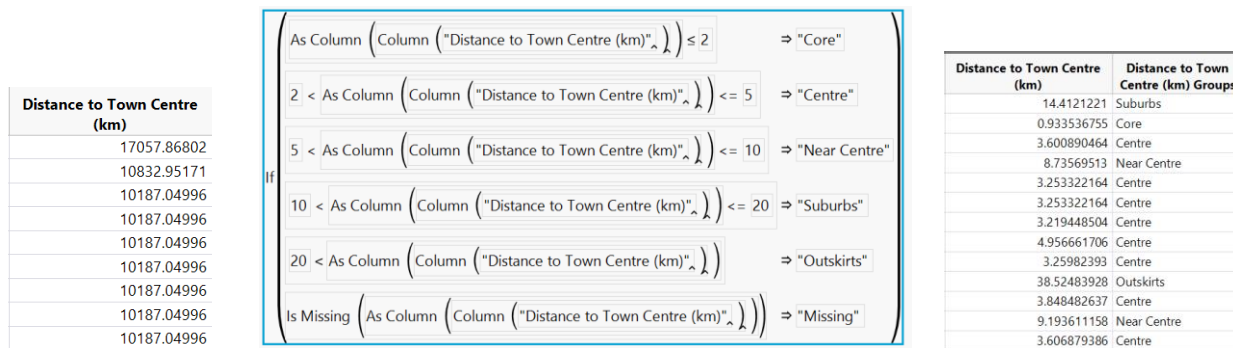 Distance to Town Centre
(km)
17057.86802
10832.95171
10187.04996
10187.04996
10187.04996
10187.04996
10187.04996
10187.04996
10187.04996
If
As Column ( Column ( "Distance to Town Centre (km)"^ ) ) ≤ 2 ⇒ "Core"
2 < As Column ( Column ( "Distance to Town Centre (km)"^ ) ) <= 5 ⇒ "Centre"
5 < As Column ( Column ( "Distance to Town Centre (km)"^ ) ) <= 10 ⇒ "Near Centre"
10 < As Column ( Column ( "Distance to Town Centre (km)"^ ) ) <= 20 ⇒ "Suburbs"
20 < As Column ( Column ( "Distance to Town Centre (km)"^ ) ) ⇒ "Outskirts"
Is Missing ( As Column ( Column ( "Distance to Town Centre (km)"^ ) ) ) ⇒ "Missing"
Distance to Town Centre (km) Distance to Town Centre (km) Groups
14.4121221 Suburbs
0.933536755 Core
3.600890464 Centre
8.73569513 Near Centre
3.253322164 Centre
3.253322164 Centre
3.219448504 Centre
4.956661706 Centre
3.25982393 Centre
38.52483928 Outskirts
3.848482637 Centre
9.193611158 Near Centre
3.606879386 Centre